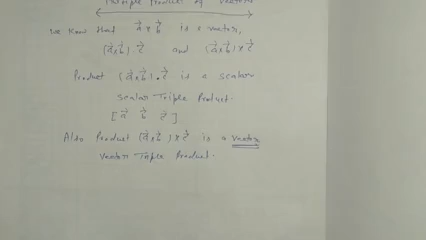 Triple Product of vectors
We know that a⃗ × b⃗ is a vector,
(a⃗ × b⃗) . c⃗ and (a⃗ × b⃗) × c⃗
Product (a⃗ × b⃗) . c⃗ is a scalar
scalar Triple Product.
[ a⃗ b⃗ c⃗ ]
Also Product (a⃗ × b⃗) × c⃗ is a vector
vector Triple Product.